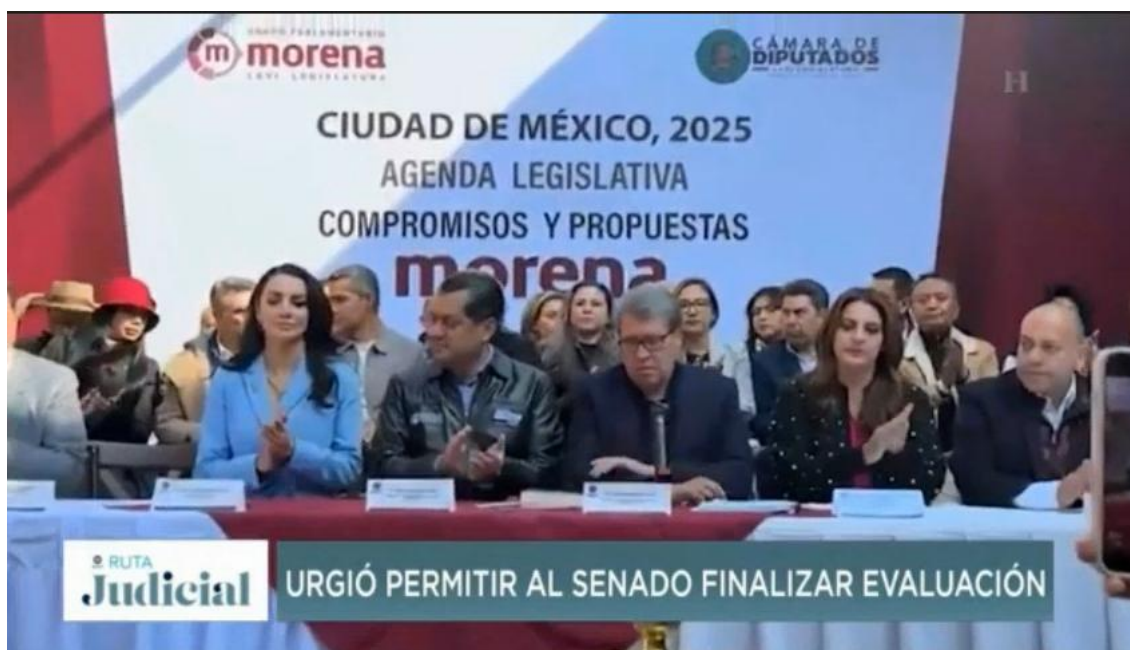 GRUPO PARLAMENTARIO
morena
LXVI LEGISLATURA
CÁMARA DE
DIPUTADOS
H
CIUDAD DE MÉXICO, 2025
AGENDA LEGISLATIVA
COMPROMISOS Y PROPUESTAS
morena
RUTA
Judicial
URGIÓ PERMITIR AL SENADO FINALIZAR EVALUACIÓN